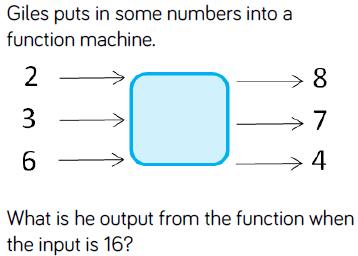 Giles puts in some numbers into a
function machine.
2 8
3 7
6 4
What is he output from the function when
the input is 16?